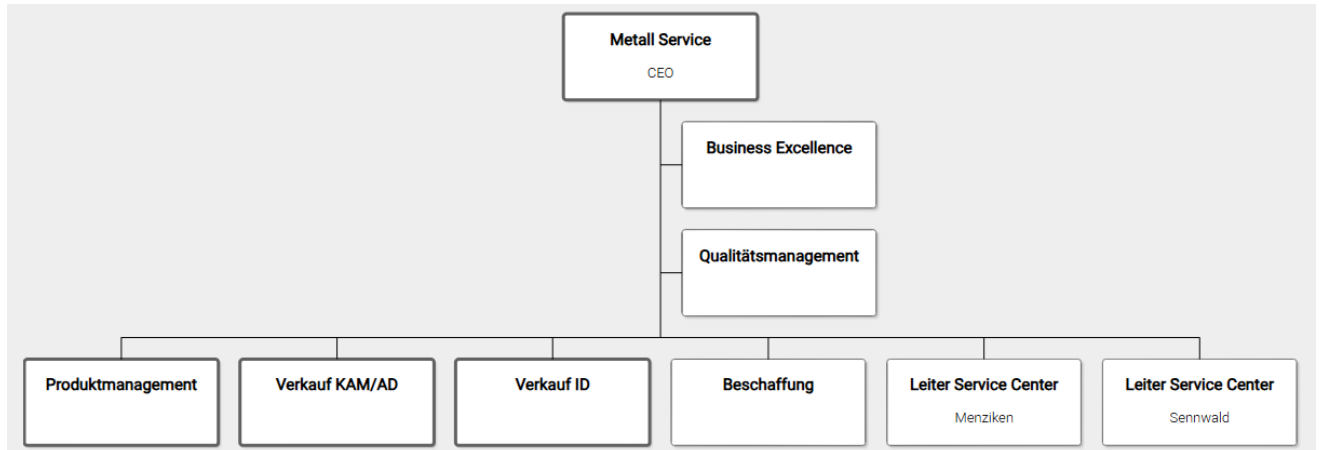 Metall Service
CEO
Business Excellence
Qualitätsmanagement
Produktmanagement
Verkauf KAM/AD
Verkauf ID
Beschaffung
Leiter Service Center
Menziken
Leiter Service Center
Sennwald